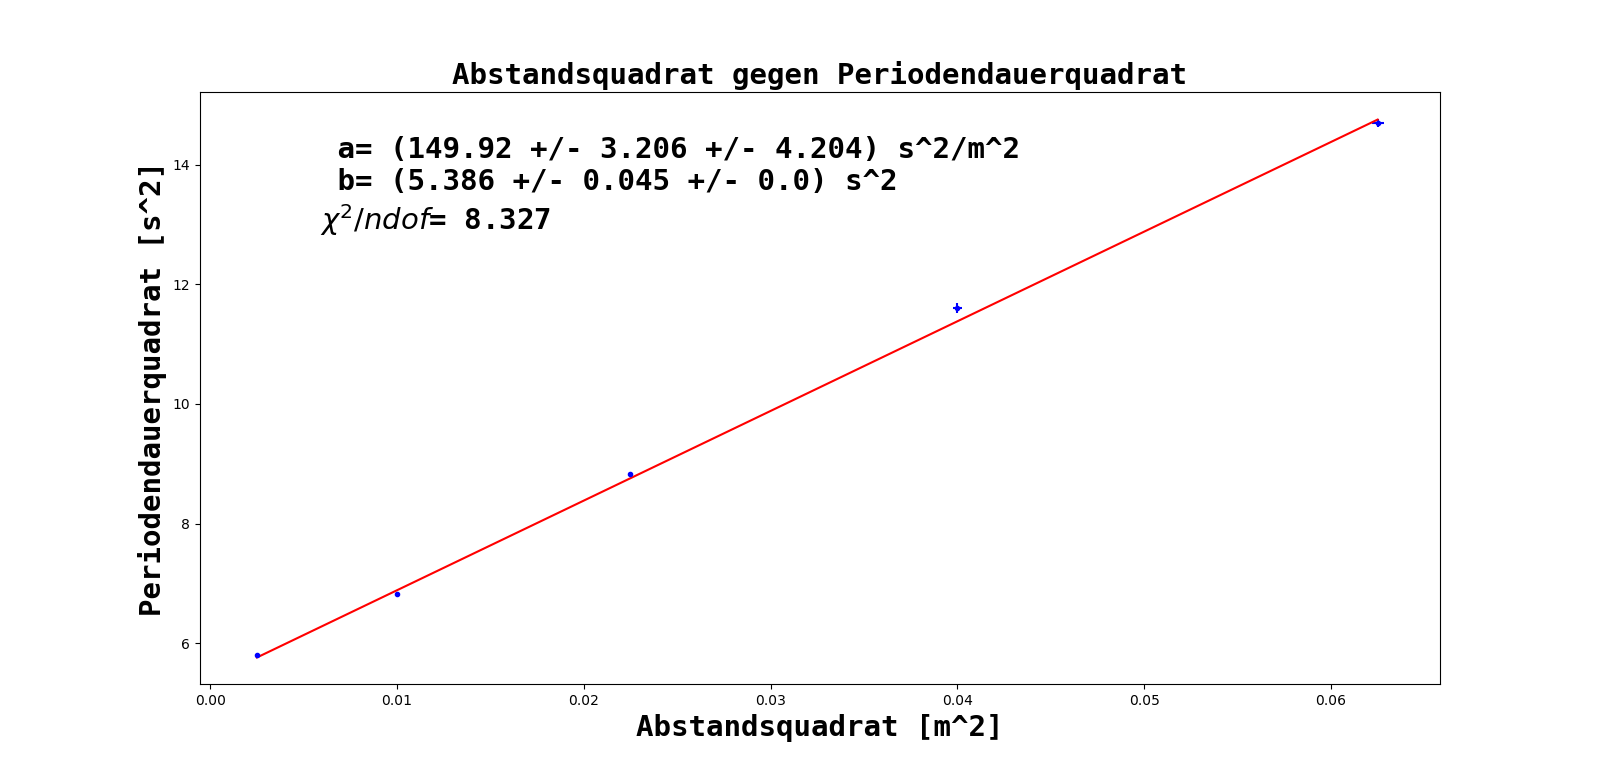 Abstandsquadrat gegen Periodendauerquadrat
a= (149.92 +/- 3.206 +/- 4.204) s^2/m^2
b= (5.386 +/- 0.045 +/- 0.0) s^2
χ²/ndof= 8.327
Periodendauerquadrat [s^2]
14
12
10
8
6
0.00 0.01 0.02 0.03 0.04 0.05 0.06
Abstandsquadrat [m^2]